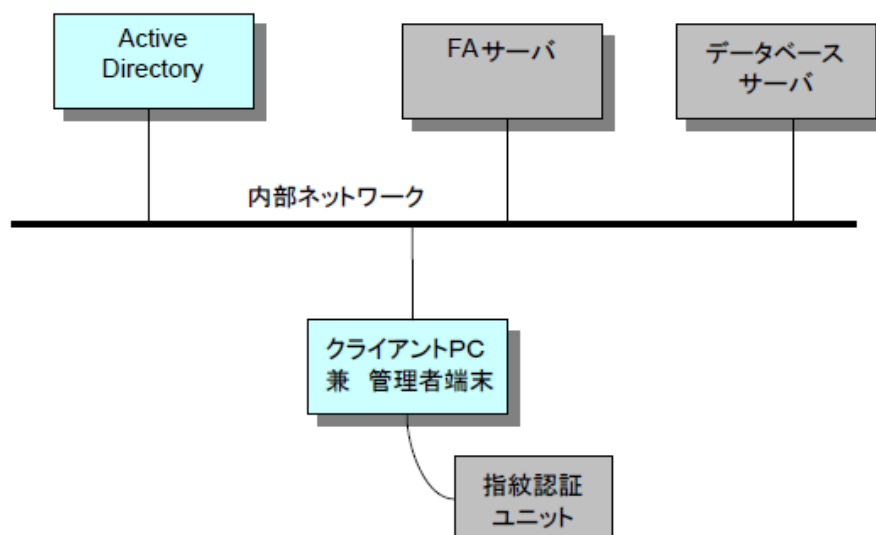 Active
Directory
FAサーバ
データベース
サーバ
内部ネットワーク
クライアントPC
兼 管理者端末
指紋認証
ユニット